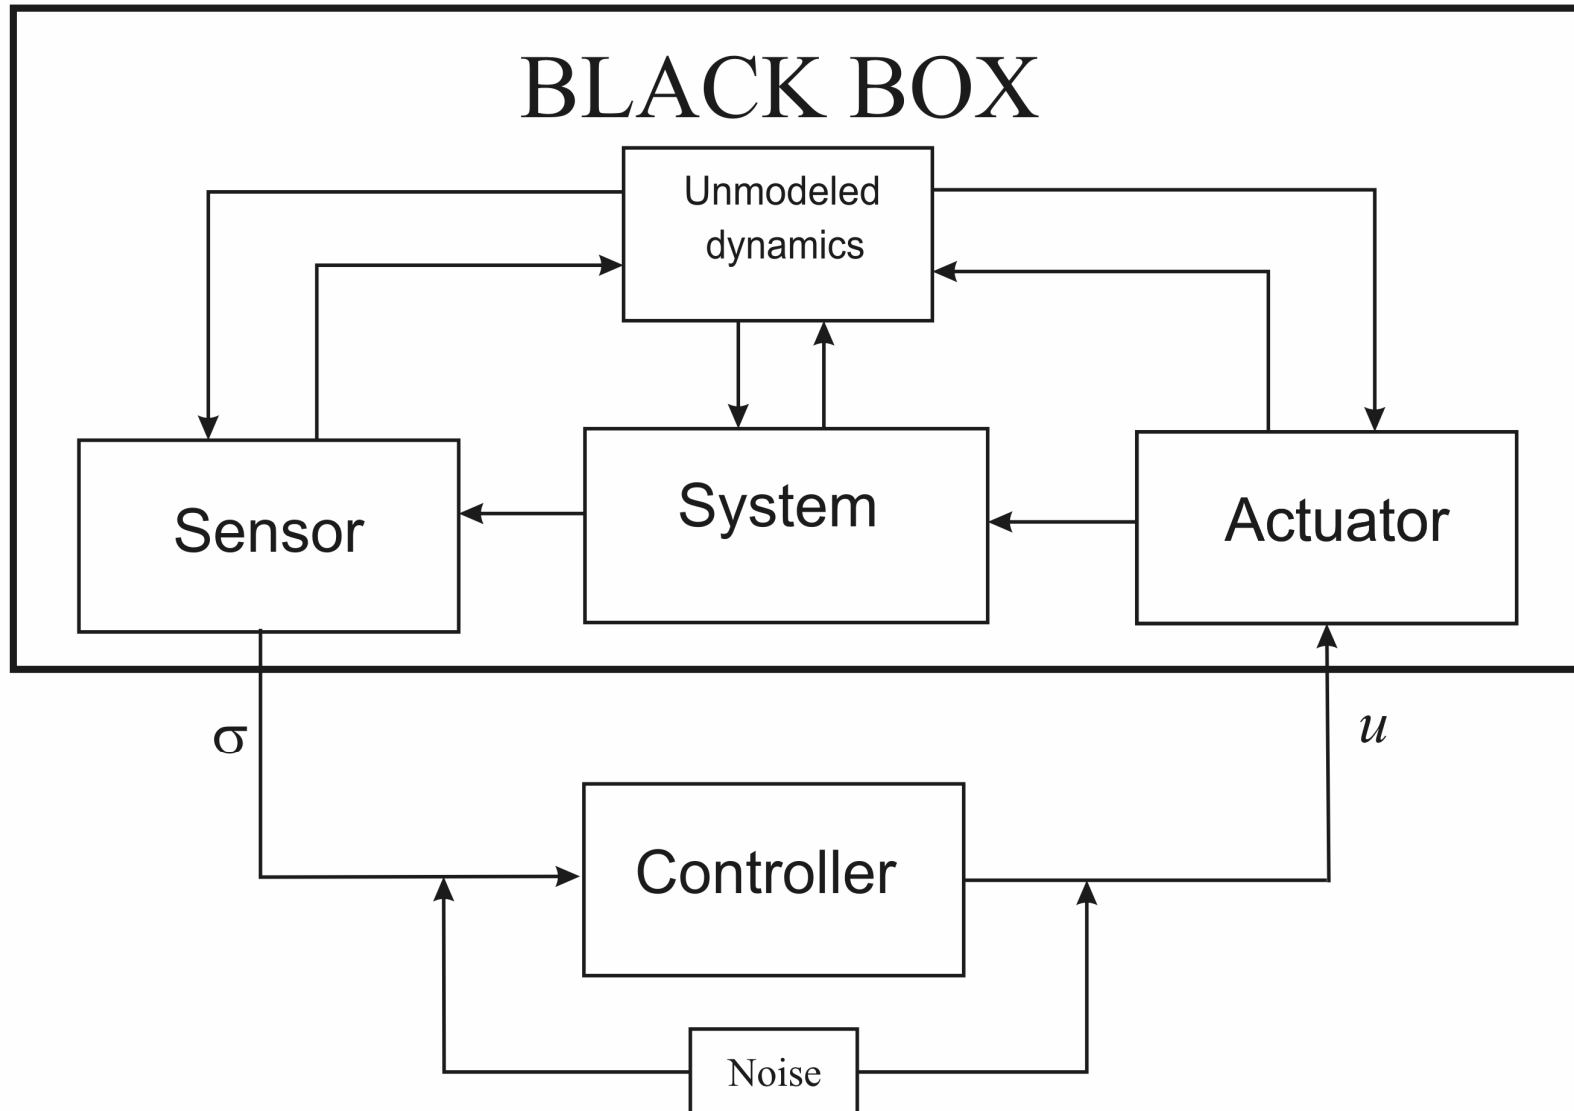 BLACK BOX
Unmodeled
dynamics
Sensor
System
Actuator
σ
u
Controller
Noise